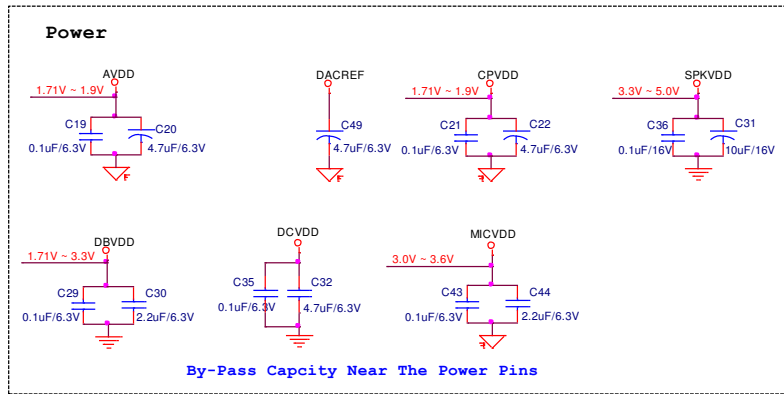 Power
AVDD
1.71V ~ 1.9V
C19
C20
0.1uF/6.3V
4.7uF/6.3V
DACREF
C49
4.7uF/6.3V
CPVDD
1.71V ~ 1.9V
C21
C22
0.1uF/6.3V
4.7uF/6.3V
SPKVDD
3.3V ~ 5.0V
C36
C31
0.1uF/16V
10uF/16V
DBVDD
1.71V ~ 3.3V
C29
C30
0.1uF/6.3V
2.2uF/6.3V
DCVDD
C35
C32
0.1uF/6.3V
4.7uF/6.3V
MICVDD
3.0V ~ 3.6V
C43
C44
0.1uF/6.3V
2.2uF/6.3V
By-Pass Capcity Near The Power Pins